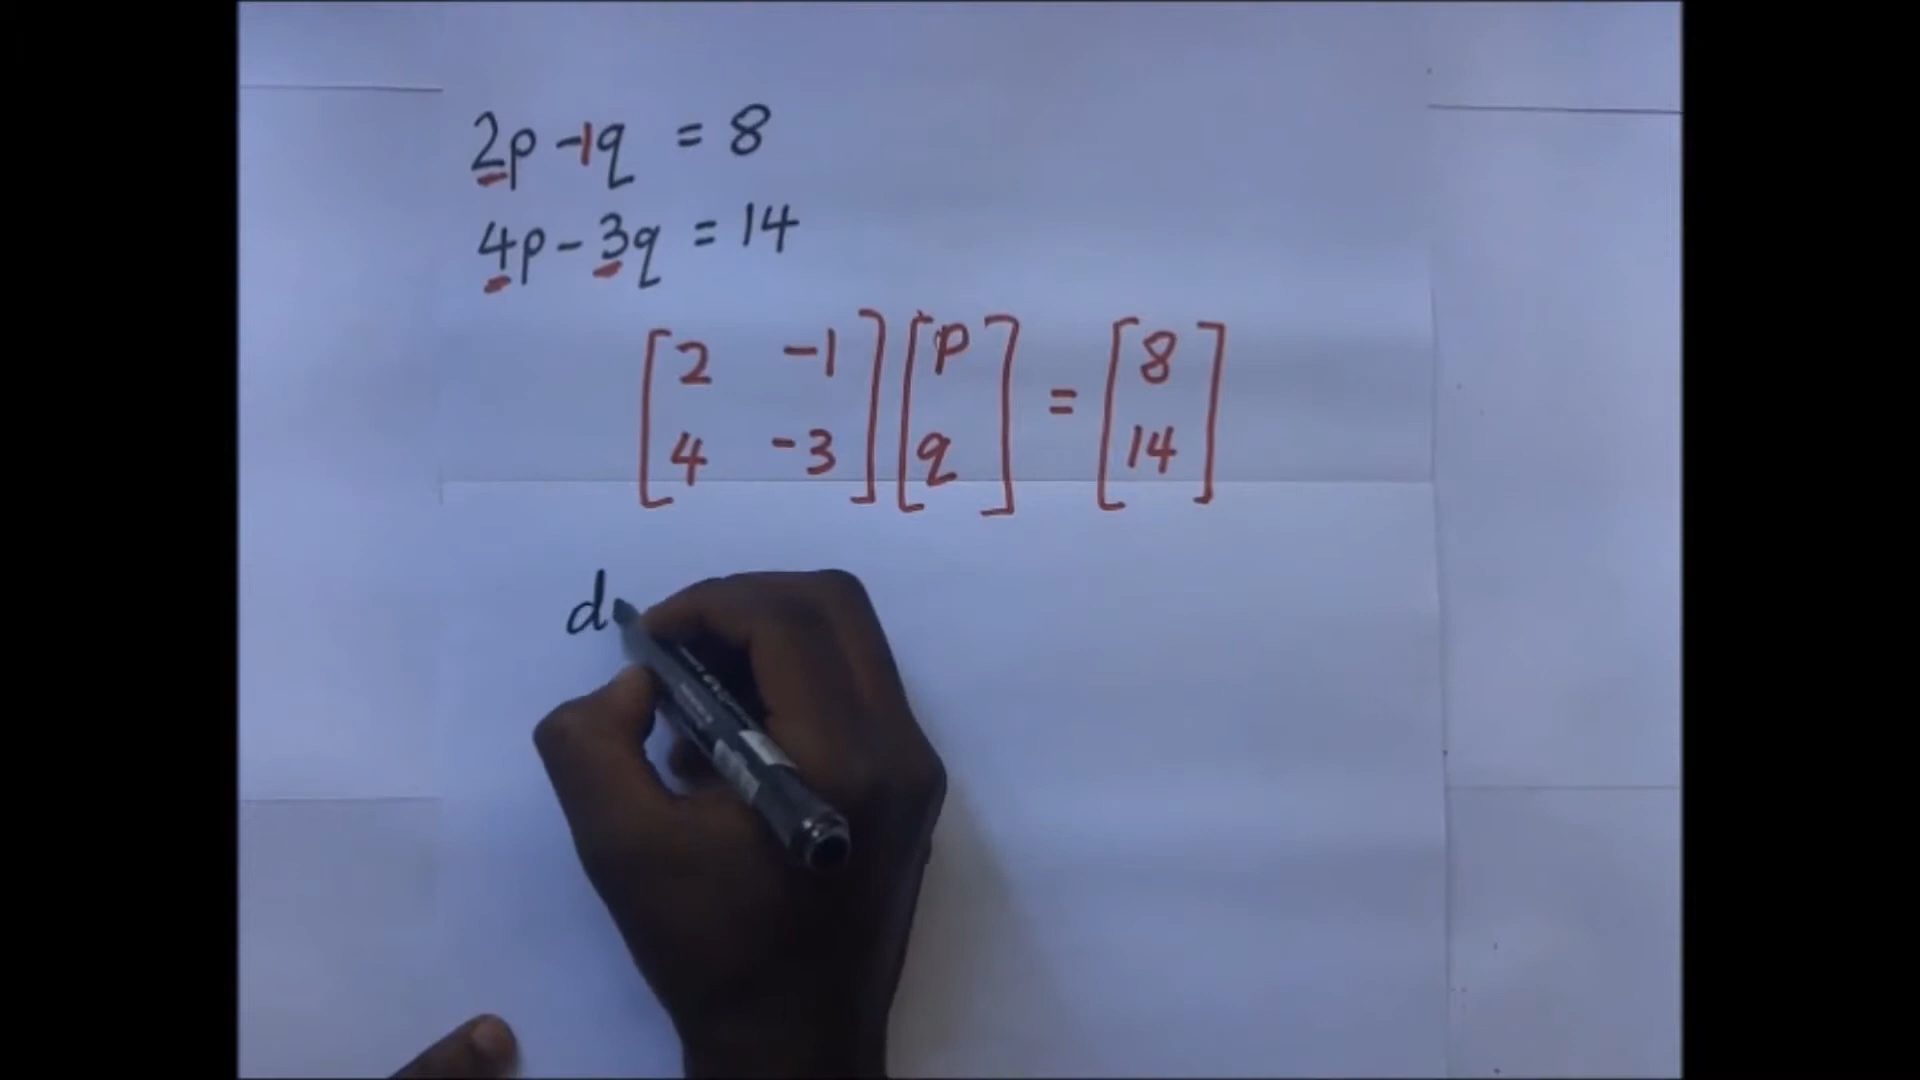 2p - 1q = 8
4p - 3q = 14
[2 -1] [p] = [8]
[4 -3] [q] [14]
d